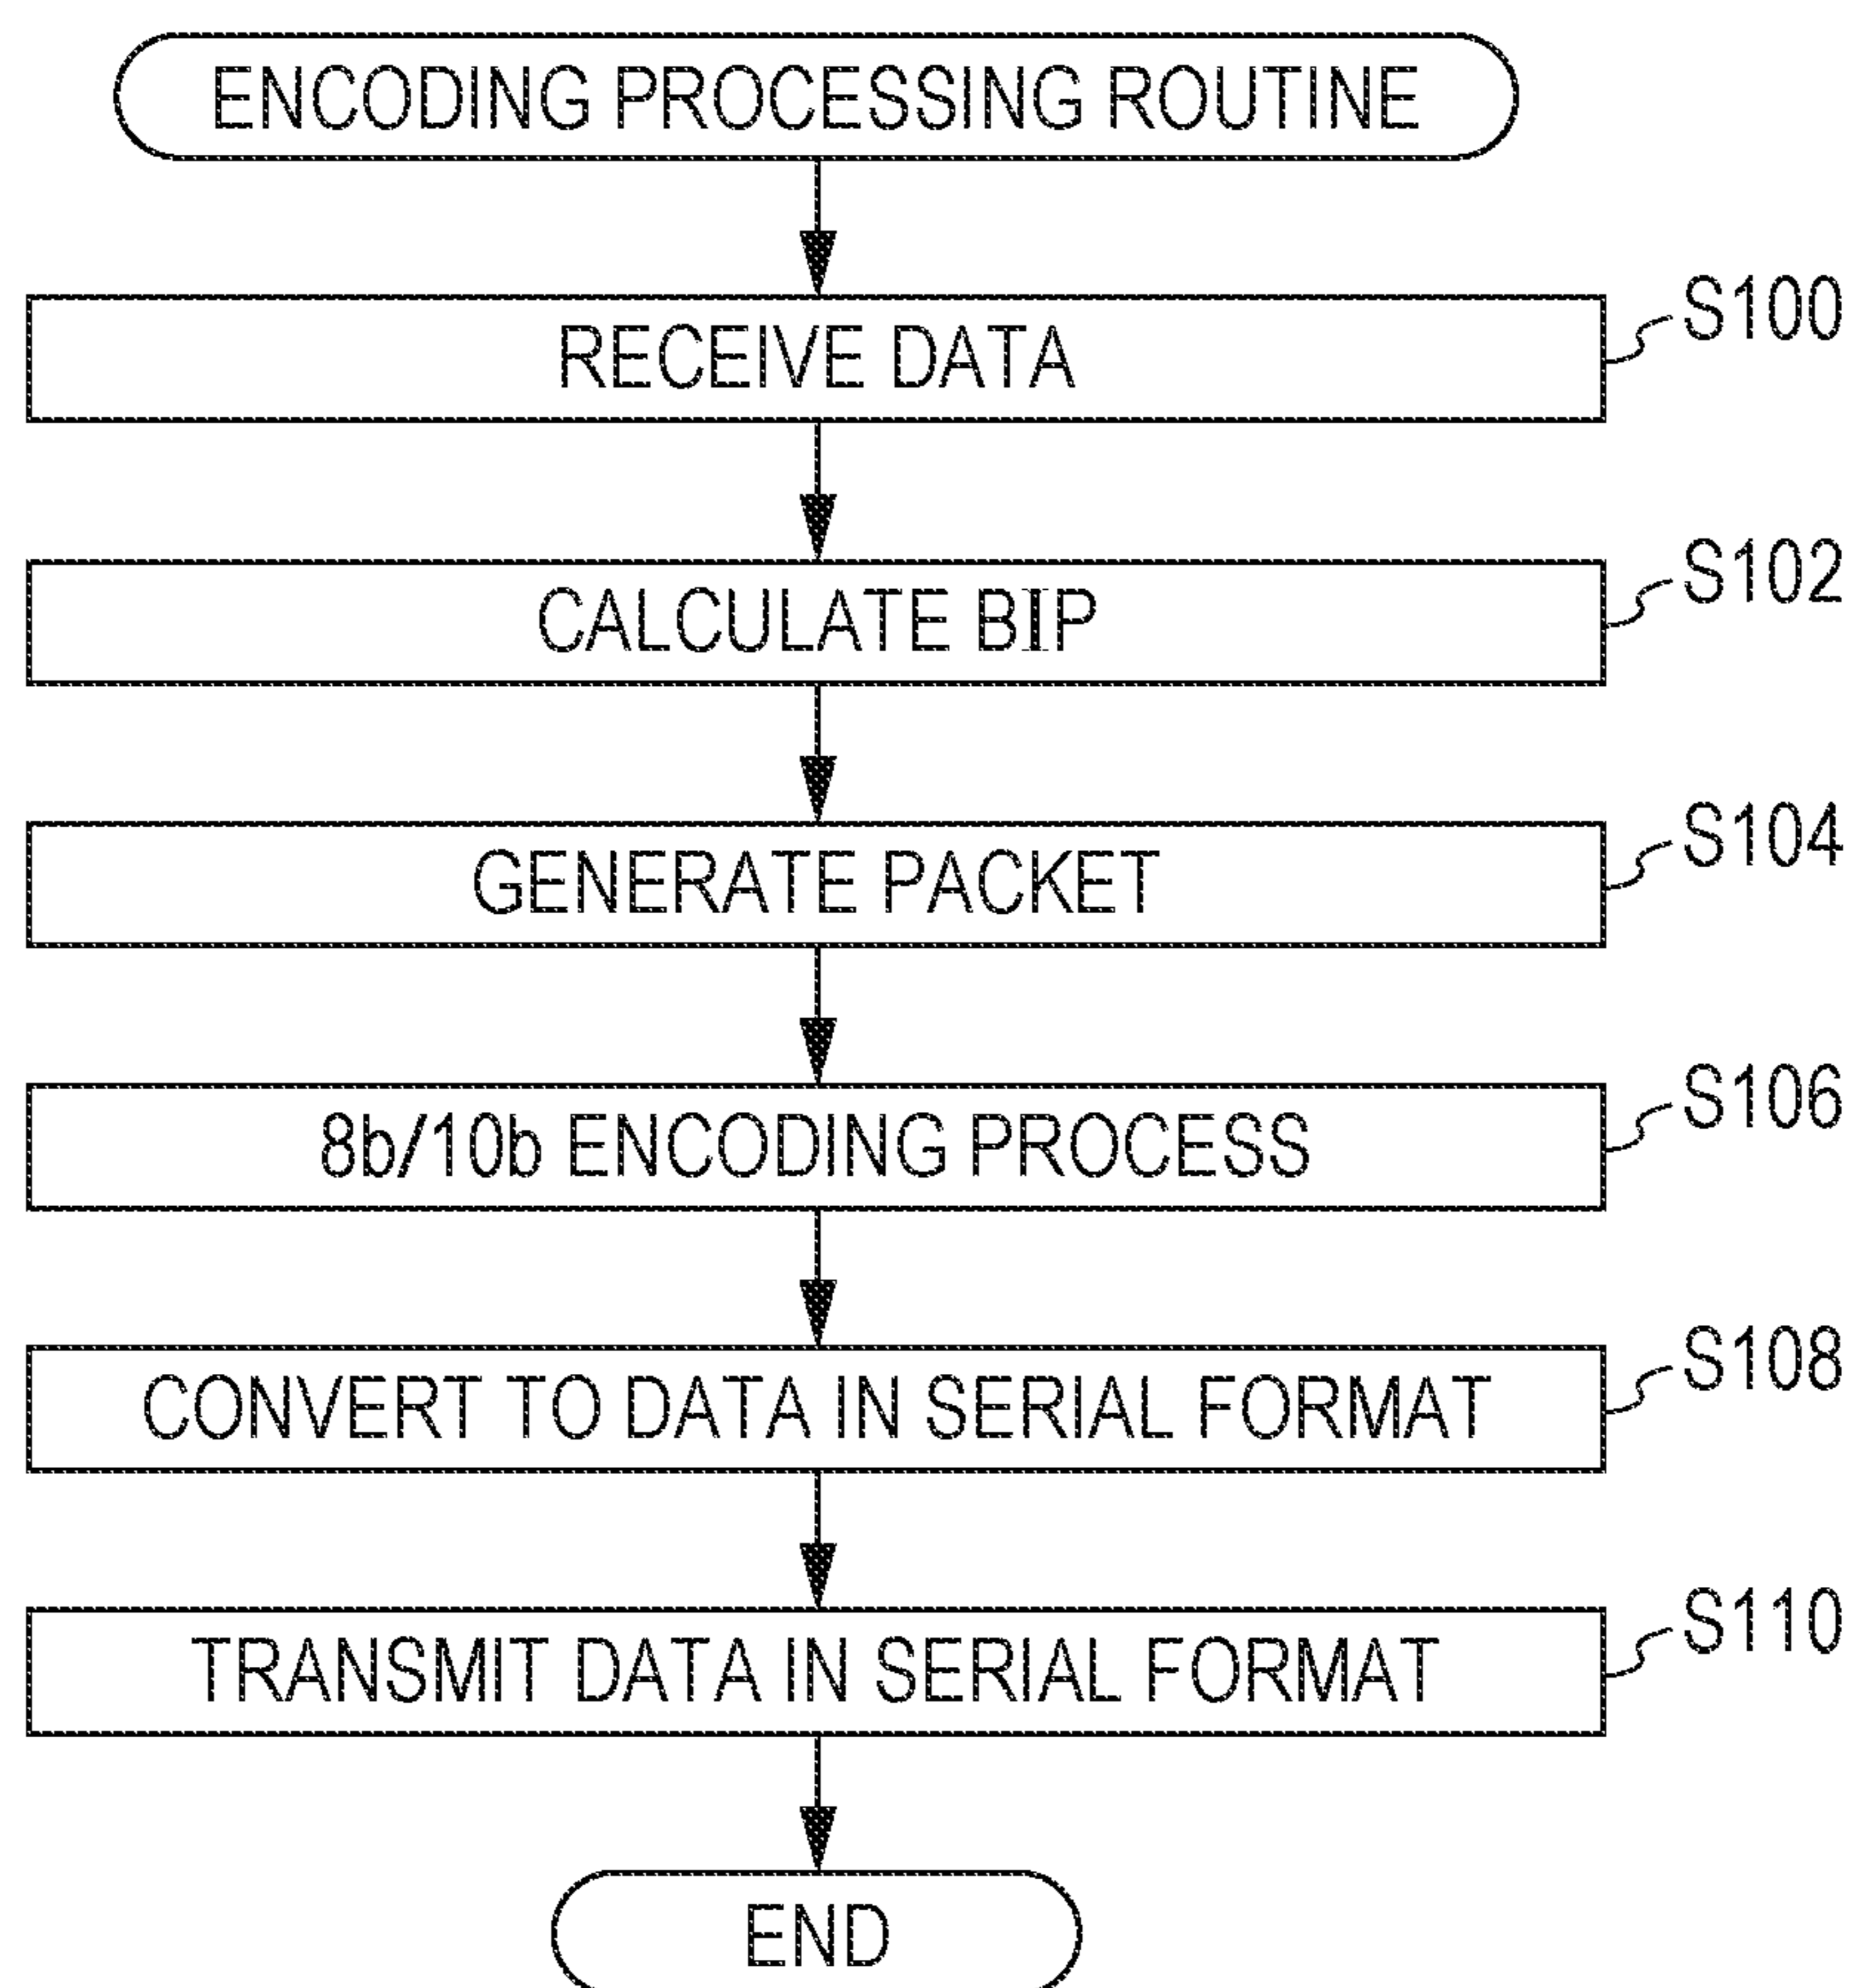 ENCODING PROCESSING ROUTINE
RECEIVE DATA
S100
CALCULATE BIP
S102
GENERATE PACKET
S104
8b/10b ENCODING PROCESS
S106
CONVERT TO DATA IN SERIAL FORMAT
S108
TRANSMIT DATA IN SERIAL FORMAT
S110
END